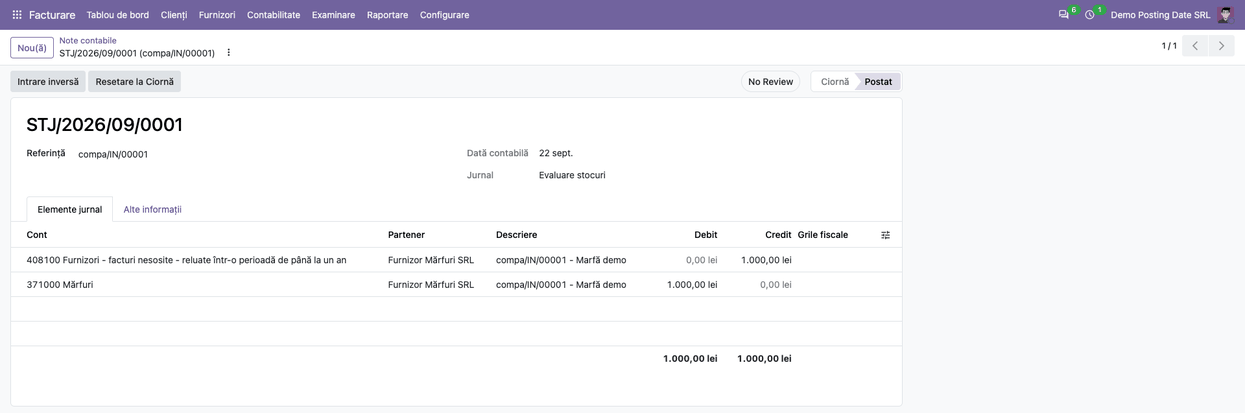 Facturare Tablou de bord Clienți Furnizori Contabilitate Examinare Raportare Configurare 6 1 Demo Posting Date SRL
Nou(ă) Note contabile
STJ/2026/09/0001 (compa/IN/00001) 1 / 1
Intrare inversă Resetare la Ciornă No Review Ciornă Postat
STJ/2026/09/0001
Referință compa/IN/00001 Dată contabilă 22 sept.
Jurnal Evaluare stocuri
Elemente jurnal Alte informații
Cont Partener Descriere Debit Credit Grile fiscale
408100 Furnizori - facturi nesosite - reluate într-o perioadă de până la un an Furnizor Mărfuri SRL compa/IN/00001 - Marfă demo 0,00 lei 1.000,00 lei
371000 Mărfuri Furnizor Mărfuri SRL compa/IN/00001 - Marfă demo 1.000,00 lei 0,00 lei
1.000,00 lei 1.000,00 lei